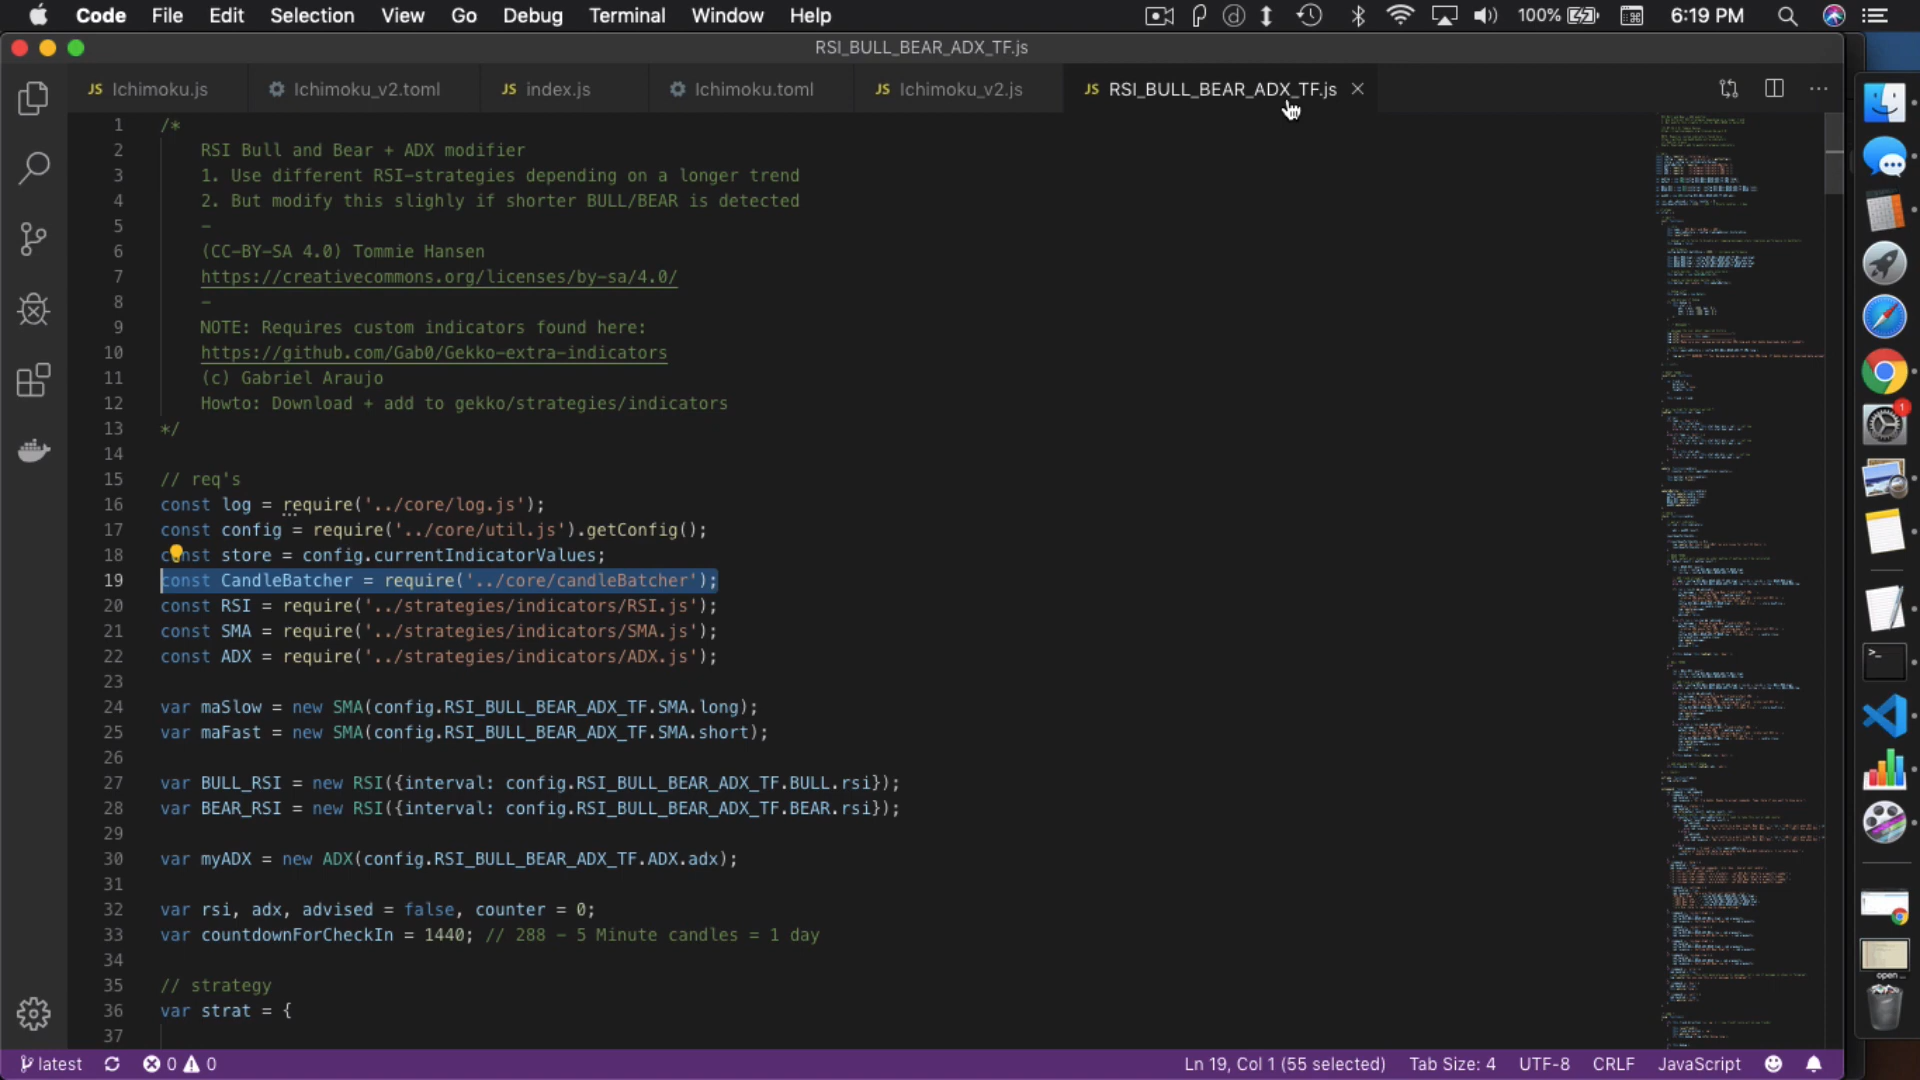 Code File Edit Selection View Go Debug Terminal Window Help 100% 6:19 PM
RSI_BULL_BEAR_ADX_TF.js
JS Ichimoku.js Ichimoku_v2.toml JS index.js Ichimoku.toml JS Ichimoku_v2.js JS RSI_BULL_BEAR_ADX_TF.js
1 /*
2 RSI Bull and Bear + ADX modifier
3 1. Use different RSI-strategies depending on a longer trend
4 2. But modify this slighly if shorter BULL/BEAR is detected
5 -
6 (CC-BY-SA 4.0) Tommie Hansen
7 https://creativecommons.org/licenses/by-sa/4.0/
8 -
9 NOTE: Requires custom indicators found here:
10 https://github.com/Gab0/Gekko-extra-indicators
11 (c) Gabriel Araujo
12 Howto: Download + add to gekko/strategies/indicators
13 */
14
15 // req's
16 const log = require('../core/log.js');
17 const config = require('../core/util.js').getConfig();
18 const store = config.currentIndicatorValues;
19 const CandleBatcher = require('../core/candleBatcher');
20 const RSI = require('../strategies/indicators/RSI.js');
21 const SMA = require('../strategies/indicators/SMA.js');
22 const ADX = require('../strategies/indicators/ADX.js');
23
24 var maSlow = new SMA(config.RSI_BULL_BEAR_ADX_TF.SMA.long);
25 var maFast = new SMA(config.RSI_BULL_BEAR_ADX_TF.SMA.short);
26
27 var BULL_RSI = new RSI({interval: config.RSI_BULL_BEAR_ADX_TF.BULL.rsi});
28 var BEAR_RSI = new RSI({interval: config.RSI_BULL_BEAR_ADX_TF.BEAR.rsi});
29
30 var myADX = new ADX(config.RSI_BULL_BEAR_ADX_TF.ADX.adx);
31
32 var rsi, adx, advised = false, counter = 0;
33 var countdownForCheckIn = 1440; // 288 - 5 Minute candles = 1 day
34
35 // strategy
36 var strat = {
37
1
open ...
latest 0 0 Ln 19, Col 1 (55 selected) Tab Size: 4 UTF-8 CRLF JavaScript